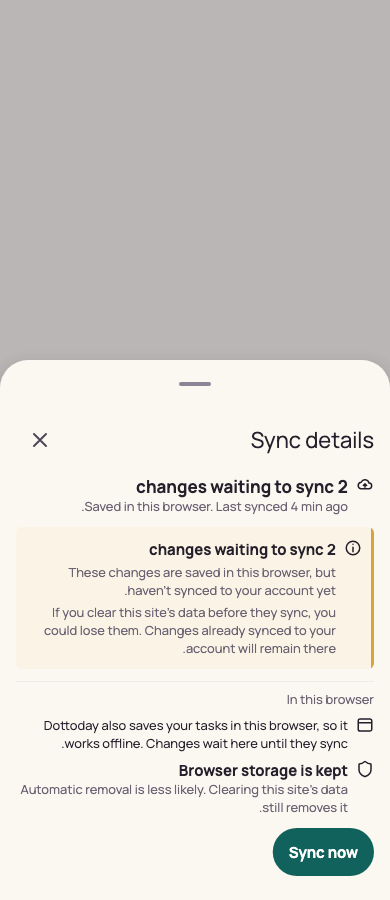 Sync details
changes waiting to sync 2
.Saved in this browser. Last synced 4 min ago
changes waiting to sync 2
These changes are saved in this browser, but
.haven't synced to your account yet
If you clear this site's data before they sync, you
could lose them. Changes already synced to your
.account will remain there
In this browser
Dottoday also saves your tasks in this browser, so it
.works offline. Changes wait here until they sync
Browser storage is kept
Automatic removal is less likely. Clearing this site's data
.still removes it
Sync now